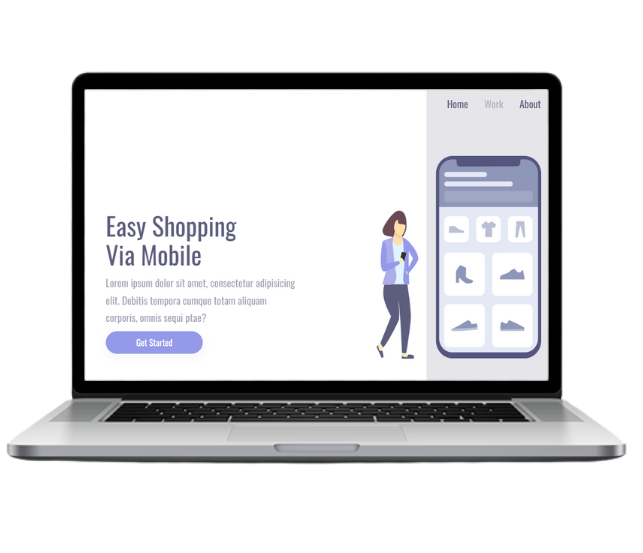 Home Work About
Easy Shopping
Via Mobile
Lorem ipsum dolor sit amet, consectetur adipisicing
elit. Debitis tempora cumque totam aliquam
corporis, omnis sequi ptae?
Get Started